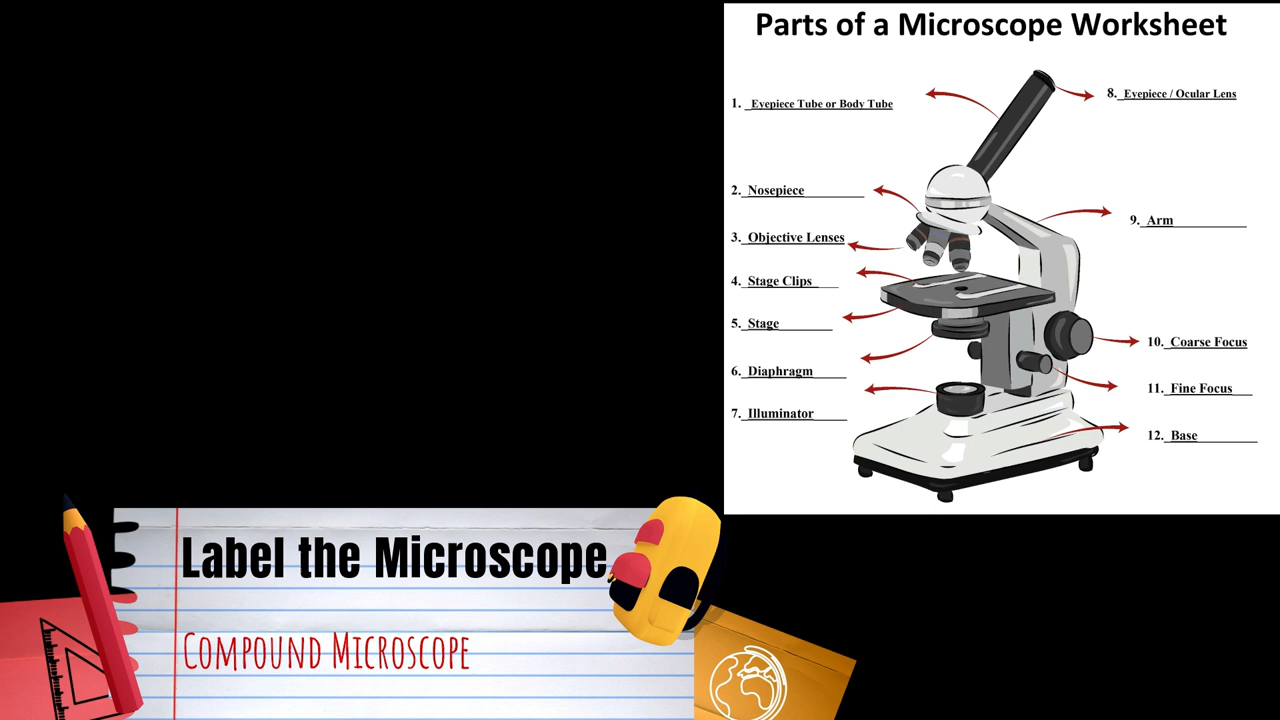 Parts of a Microscope Worksheet
1. Eyepiece Tube or Body Tube
2. Nosepiece
3. Objective Lenses
4. Stage Clips
5. Stage
6. Diaphragm
7. Illuminator
8. Eyepiece / Ocular Lens
9. Arm
10. Coarse Focus
11. Fine Focus
12. Base
Label the Microscope
Compound Microscope